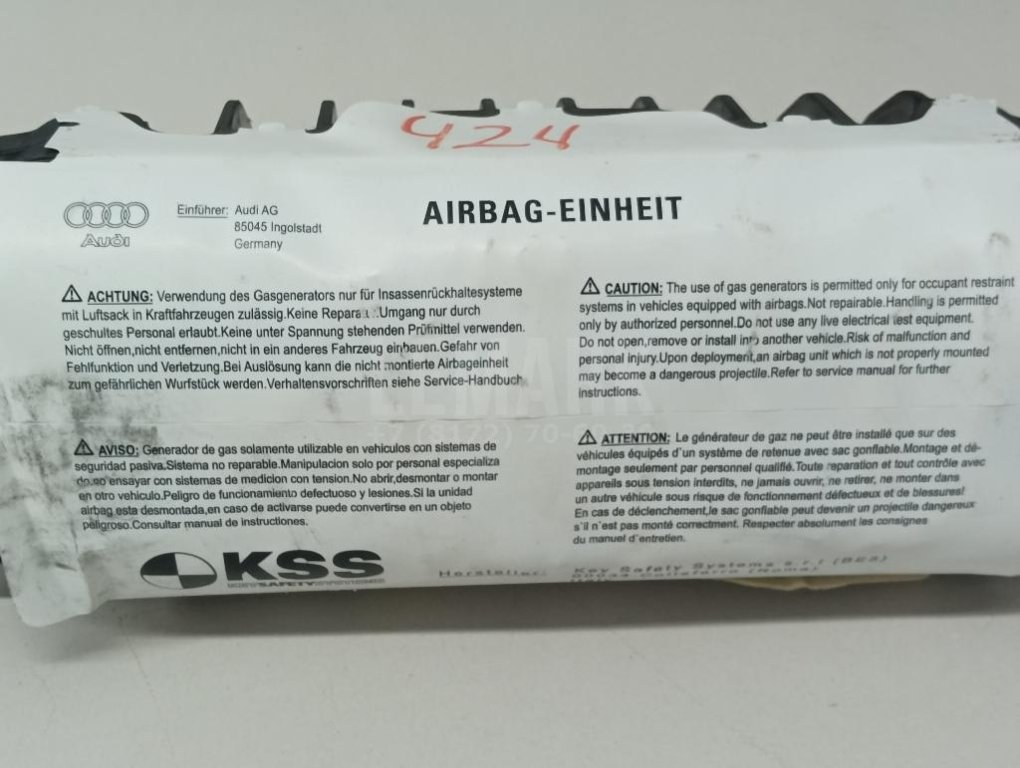 424
Audi
Einführer: Audi AG
85045 Ingolstadt
Germany
AIRBAG-EINHEIT
ACHTUNG: Verwendung des Gasgenerators nur für Insassenrückhaltesysteme
mit Luftsack in Kraftfahrzeugen zulässig.Keine Umgang nur durch
geschultes Personal erlaubt.Keine unter Spannung stehenden Prüfmittel verwenden.
Nicht öffnen,nicht entfernen,nicht in ein anderes Fahrzeug einbauen.Gefahr von
Fehlfunktion und Verletzung.Bei Auslösung kann die nicht montierte Airbageinheit
zum gefährlichen Wurfstück werden.Verhaltensvorschriften siehe Service-Handbuch
CAUTION: The use of gas generators is permitted only for occupant restraint
systems in vehicles equipped with airbags.Not repairable.Handling is permitted
only by authorized personnel.Do not use any live electrical test equipment.
Do not open,remove or install into another vehicle.Risk of malfunction and
personal injury.Upon deployment,an airbag unit which is not properly mounted
may become a dangerous projectile.Refer to service manual for further
instructions.
AVISO: Generador de gas solamente utilizable en vehiculos con sistemas de
seguridad pasiva.Sistema no reparable.Manipulacion solo por personal especializa
do,no ensayar con sistemas de medicion con tension.No abrir,desmontar o montar
en otro vehiculo.Peligro de funcionamiento defectuoso y lesiones.Si la unidad
airbag esta desmontada,en caso de activarse puede convertirse en un objeto
peligroso.Consultar manual de instrucciones.
ATTENTION: Le générateur de gaz ne peut être installé que sur des
véhicules équipés d'un système de retenue avec sac gonflable.Montage et dé-
montage seulement par personnel qualifié.Toute reparation et tout contrôle avec
appareils sous tension interdits, ne jamais ouvrir, ne retirer, ne monter dans
un autre véhicule sous risque de fonctionnement défectueux et de blessures!
En cas de déclenchement,le sac gonflable peut devenir un projectile dangereux
s'il n'est pas monté correctment. Respecter absolument les consignes
du manuel d'entretien.
KSS
Hersteller: Key Safety Systems s.r.l (BEA)